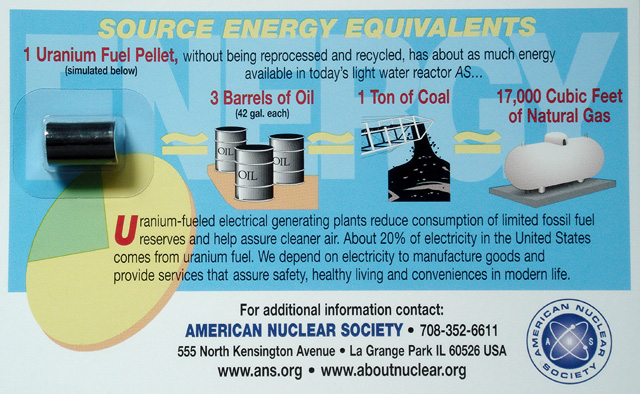 ENERGY
SOURCE ENERGY EQUIVALENTS
1 Uranium Fuel Pellet, without being reprocessed and recycled, has about as much energy
(simulated below)
available in today's light water reactor AS...
3 Barrels of Oil
(42 gal. each)
1 Ton of Coal
17,000 Cubic Feet
of Natural Gas
≈
OIL
OIL
OIL
≈
≈
Uranium-fueled electrical generating plants reduce consumption of limited fossil fuel
reserves and help assure cleaner air. About 20% of electricity in the United States
comes from uranium fuel. We depend on electricity to manufacture goods and
provide services that assure safety, healthy living and conveniences in modern life.
For additional information contact:
AMERICAN NUCLEAR SOCIETY • 708-352-6611
555 North Kensington Avenue • La Grange Park IL 60526 USA
www.ans.org • www.aboutnuclear.org
AMERICAN NUCLEAR
A S
SOCIETY